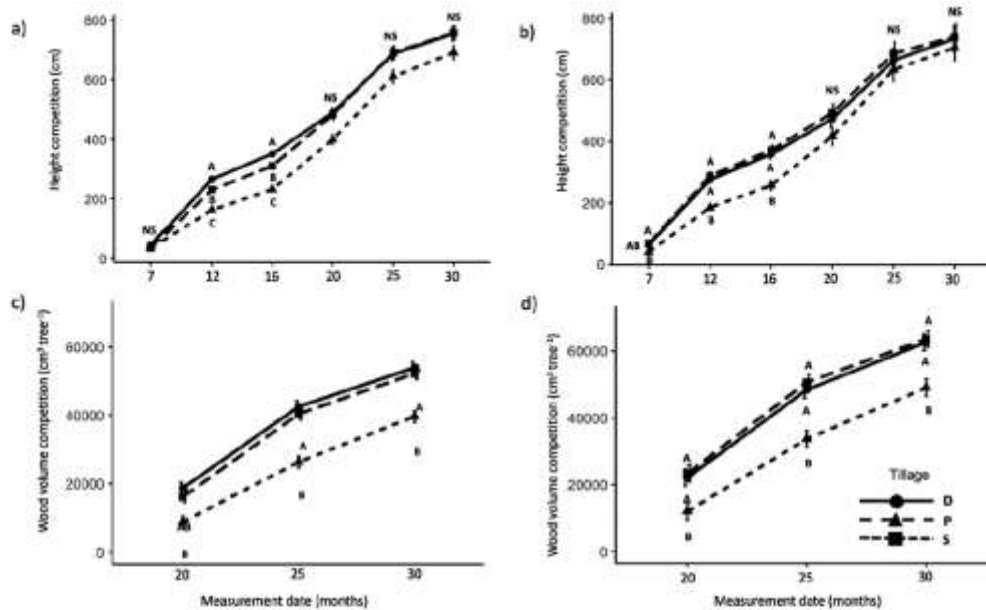 a)
Height competition (cm)
800
600
400
200
0
NS
A
B
C
A
B
C
NS
NS
NS
7
12
16
20
25
30
b)
Height competition (cm)
800
600
400
200
0
A
AB
A
A
B
A
A
B
NS
NS
NS
7
12
16
20
25
30
c)
Wood volume competition (cm³ tree⁻¹)
60000
40000
20000
0
B
A
B
A
B
20
25
30
Measurement date (months)
d)
Wood volume competition (cm³ tree⁻¹)
60000
40000
20000
0
A
A
B
A
A
B
A
A
B
20
25
30
Measurement date (months)
Tillage
D
P
S